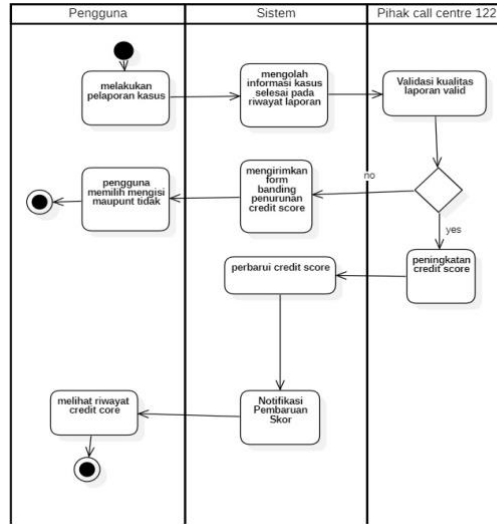 Pengguna
Sistem
Pihak call centre 122
melakukan
pelaporan kasus
mengolah
informasi kasus
selesai pada
riwayat laporan
Validasi kualitas
laporan valid
no
yes
mengirimkan
form
banding
penurunan
credit score
pengguna
memilih mengisi
maupunt tidak
peningkatan
credit score
perbarui credit score
Notifikasi
Pembaruan
Skor
melihat riwayat
credit core